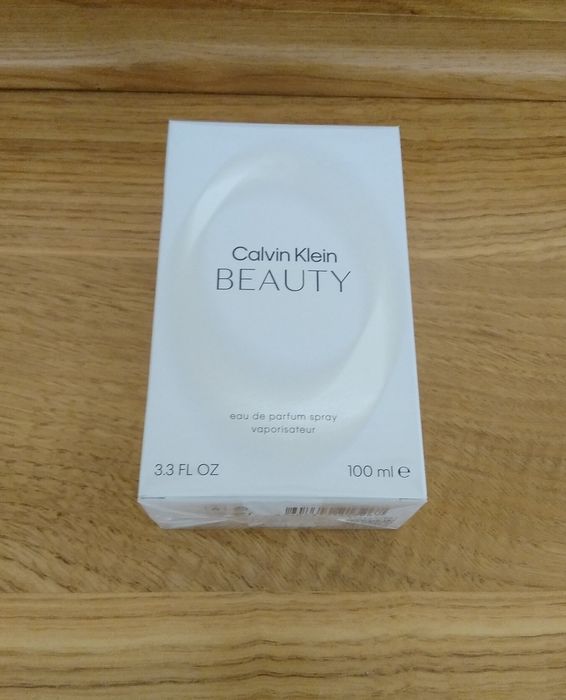 Calvin Klein
BEAUTY
eau de parfum spray
vaporisateur
3.3 FL OZ
100 ml ℮